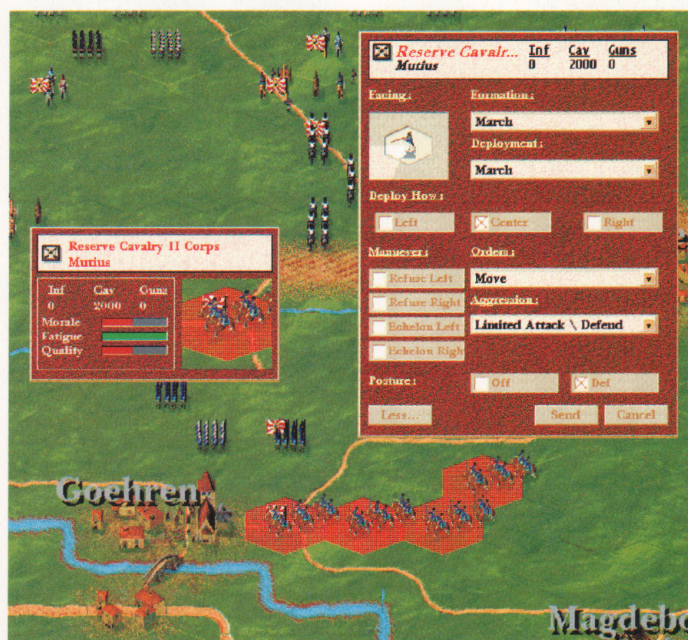 Reserve Cavalr... Inf Cav Guns
Mutius 0 2000 0
Facing: Formation:
March
Deployment:
March
Deploy How:
Left Center Right
Maneuver: Orders:
Refuse Left Move
Refuse Right Aggression:
Echelon Left Limited Attack \ Defend
Echelon Right
Posture: Off Def
Less... Send Cancel
Reserve Cavalry II Corps
Mutius
Inf Cav Guns
0 2000 0
Morale
Fatigue
Quality
Goehren
Magdebo